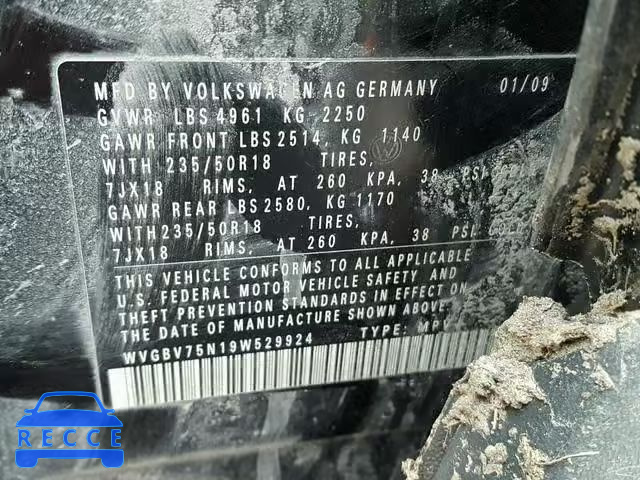 MFD BY VOLKSWAGEN AG GERMANY 01/09
GVWR LBS 4961 KG 2250
GAWR FRONT LBS 2514, KG 1140
WITH 235/50R18 TIRES,
7JX18 RIMS, AT 260 KPA, 38 PSI
GAWR REAR LBS 2580, KG 1170
WITH 235/50R18 TIRES,
7JX18 RIMS, AT 260 KPA, 38 PSI COLD
THIS VEHICLE CONFORMS TO ALL APPLICABLE
U.S. FEDERAL MOTOR VEHICLE SAFETY AND
THEFT PREVENTION STANDARDS IN EFFECT ON
THE DATE OF MANUFACTURE SHOWN ABOVE.
WVGBV75N19W529924 TYPE: MPV
RECCE